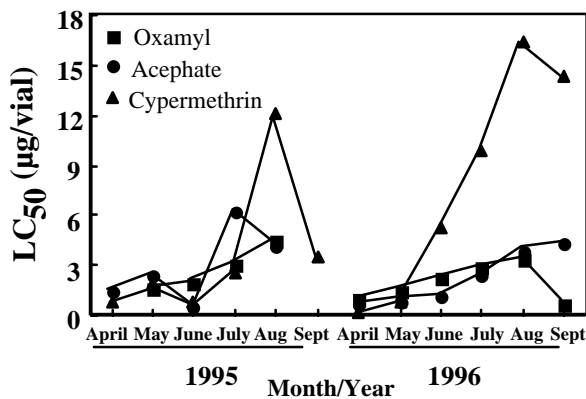 LC50 (µg/vial)
18
15
12
9
6
3
0
Oxamyl
Acephate
Cypermethrin
April May June July Aug Sept April May June July Aug Sept
1995 Month/Year 1996